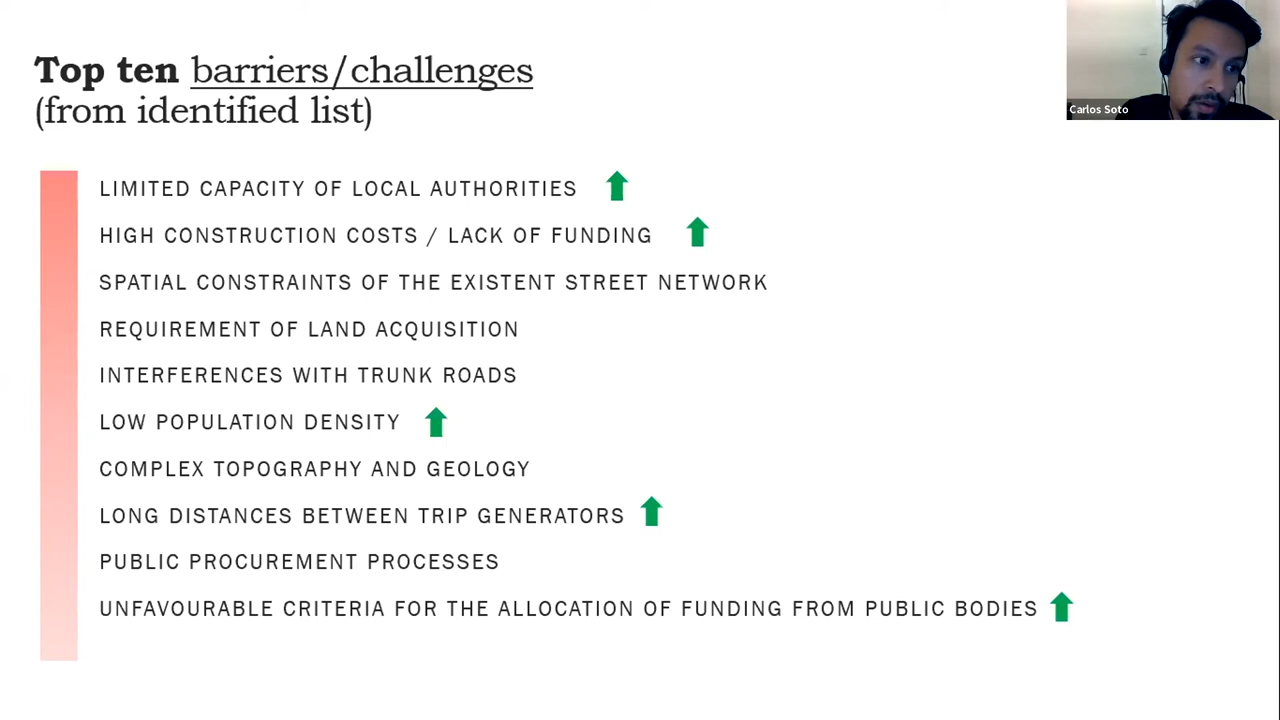 Top ten barriers/challenges
(from identified list)
Carlos Soto
LIMITED CAPACITY OF LOCAL AUTHORITIES
HIGH CONSTRUCTION COSTS / LACK OF FUNDING
SPATIAL CONSTRAINTS OF THE EXISTENT STREET NETWORK
REQUIREMENT OF LAND ACQUISITION
INTERFERENCES WITH TRUNK ROADS
LOW POPULATION DENSITY
COMPLEX TOPOGRAPHY AND GEOLOGY
LONG DISTANCES BETWEEN TRIP GENERATORS
PUBLIC PROCUREMENT PROCESSES
UNFAVOURABLE CRITERIA FOR THE ALLOCATION OF FUNDING FROM PUBLIC BODIES